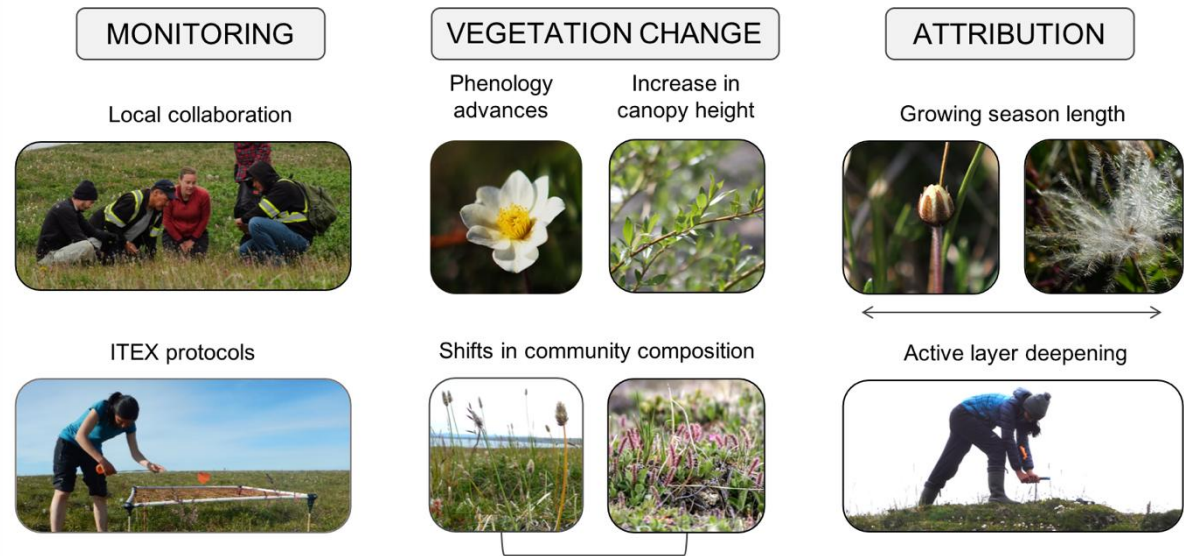 MONITORING
VEGETATION CHANGE
ATTRIBUTION
Local collaboration
Phenology
advances
Increase in
canopy height
Growing season length
ITEX protocols
Shifts in community composition
Active layer deepening